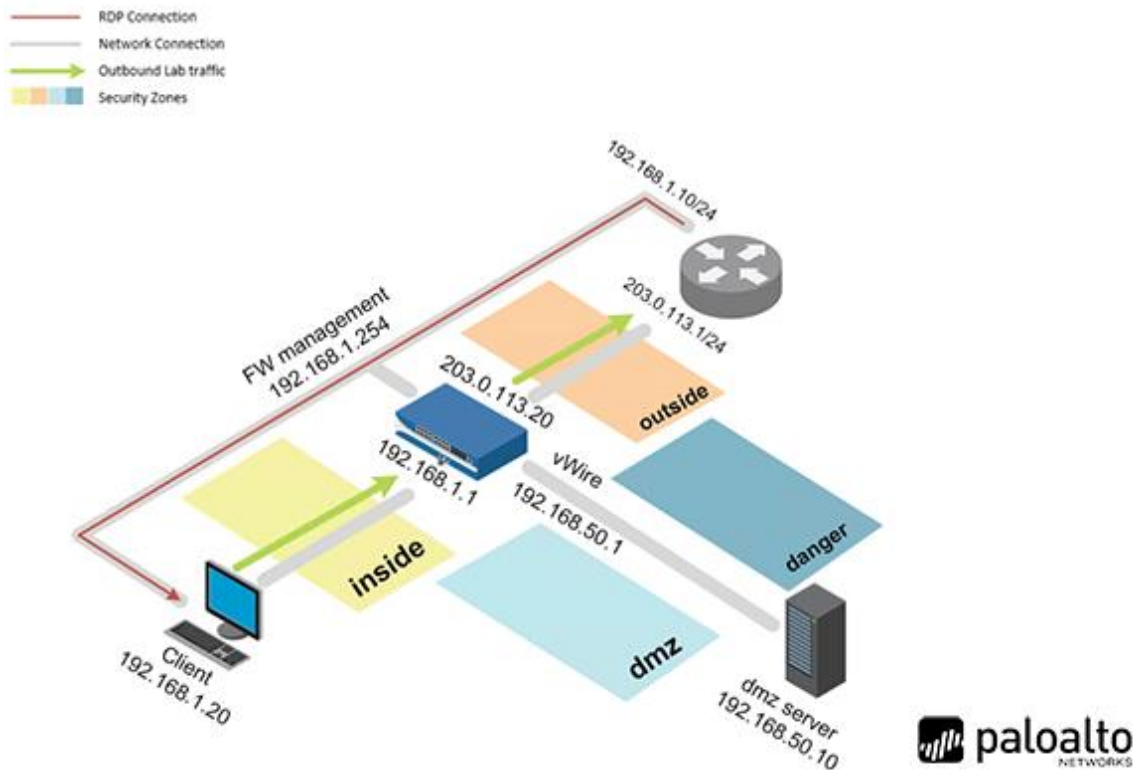 RDP Connection
Network Connection
Outbound Lab traffic
Security Zones
192.168.1.10/24
203.0.113.1/24
FW management
192.168.1.254
203.0.113.20
outside
192.168.1.1
vWire
192.168.50.1
danger
inside
dmz
Client
192.168.1.20
dmz server
192.168.50.10
paloalto
NETWORKS